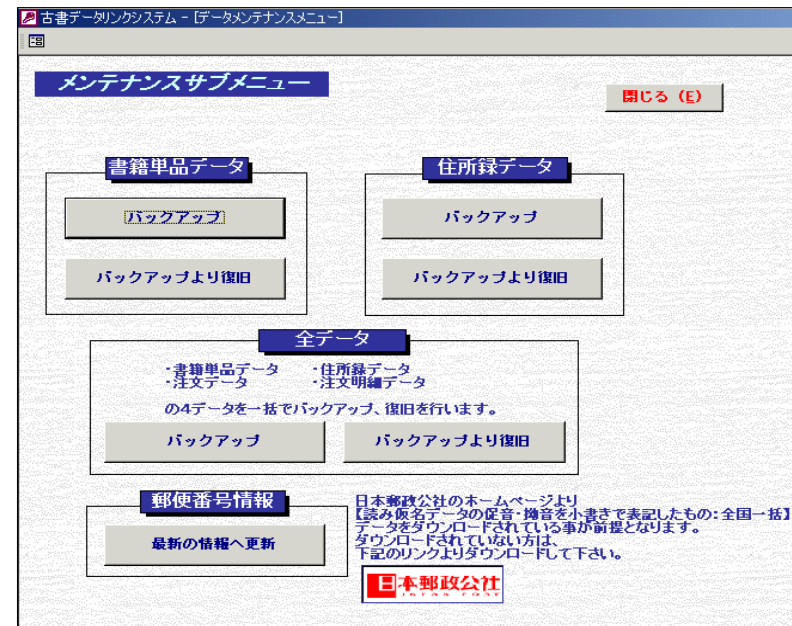 古書データリンクシステム - [データメンテナンスメニュー]
メンテナンスサブメニュー
閉じる (E)
書籍単品データ
バックアップ
バックアップより復旧
住所録データ
バックアップ
バックアップより復旧
全データ
・書籍単品データ ・住所録データ
・注文データ ・注文明細データ
の4データを一括でバックアップ、復旧を行います。
バックアップ バックアップより復旧
郵便番号情報
最新の情報へ更新
日本郵政公社のホームページより
【読み仮名データの促音・拗音を小書きで表記したもの:全国一括】
データをダウンロードされている事が前提となります。
ダウンロードされていない方は、
下記のリンクよりダウンロードして下さい。
日本郵政公社
JAPAN POST